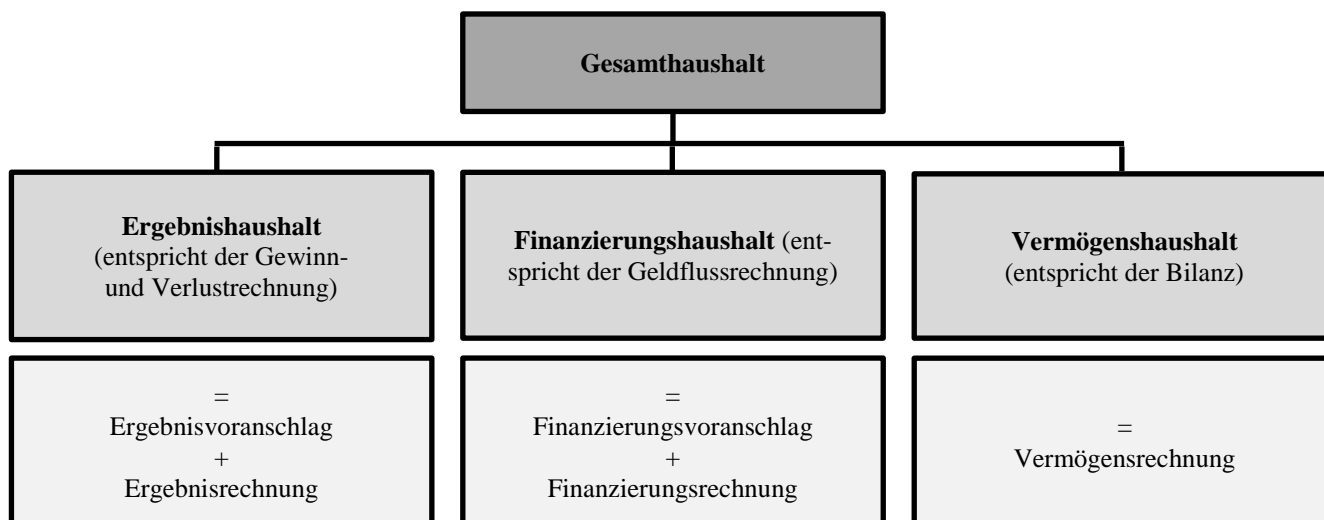 Gesamthaushalt
Ergebnishaushalt
(entspricht der Gewinn-
und Verlustrechnung)
Finanzierungshaushalt (ent-
spricht der Geldflussrechnung)
Vermögenshaushalt
(entspricht der Bilanz)
=
Ergebnisvoranschlag
+
Ergebnisrechnung
=
Finanzierungsvoranschlag
+
Finanzierungsrechnung
=
Vermögensrechnung